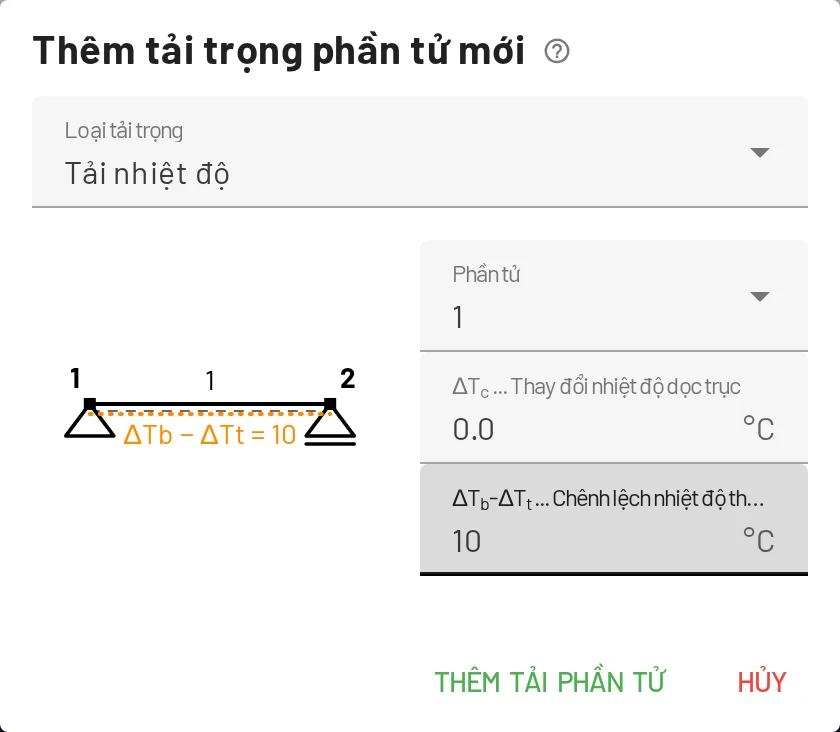 Thêm tải trọng phần tử mới ?
Loại tải trọng
Tải nhiệt độ
Phần tử
1
1 1 2
ΔTb − ΔTt = 10
ΔTc ... Thay đổi nhiệt độ dọc trục
0.0 °C
ΔTb-ΔTt ... Chênh lệch nhiệt độ th...
10 °C
THÊM TẢI PHẦN TỬ HỦY